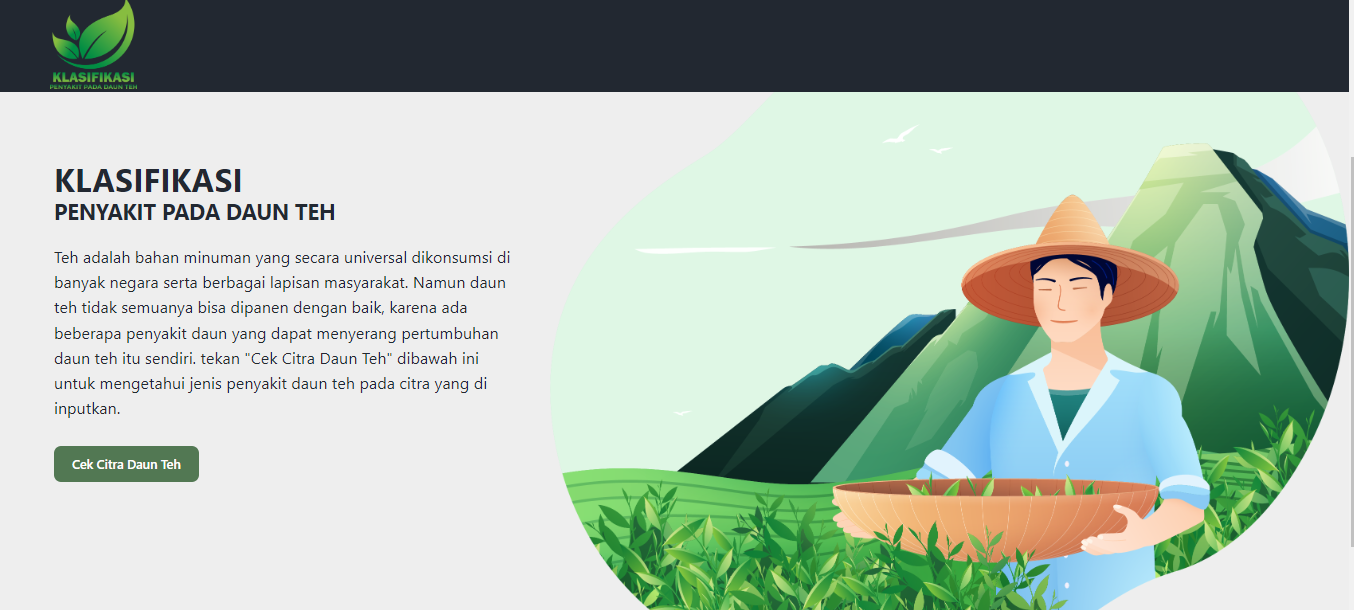 KLASIFIKASI
PENYAKIT PADA DAUN TEH
KLASIFIKASI
PENYAKIT PADA DAUN TEH
Teh adalah bahan minuman yang secara universal dikonsumsi di
banyak negara serta berbagai lapisan masyarakat. Namun daun
teh tidak semuanya bisa dipanen dengan baik, karena ada
beberapa penyakit daun yang dapat menyerang pertumbuhan
daun teh itu sendiri. tekan "Cek Citra Daun Teh" dibawah ini
untuk mengetahui jenis penyakit daun teh pada citra yang di
inputkan.
Cek Citra Daun Teh